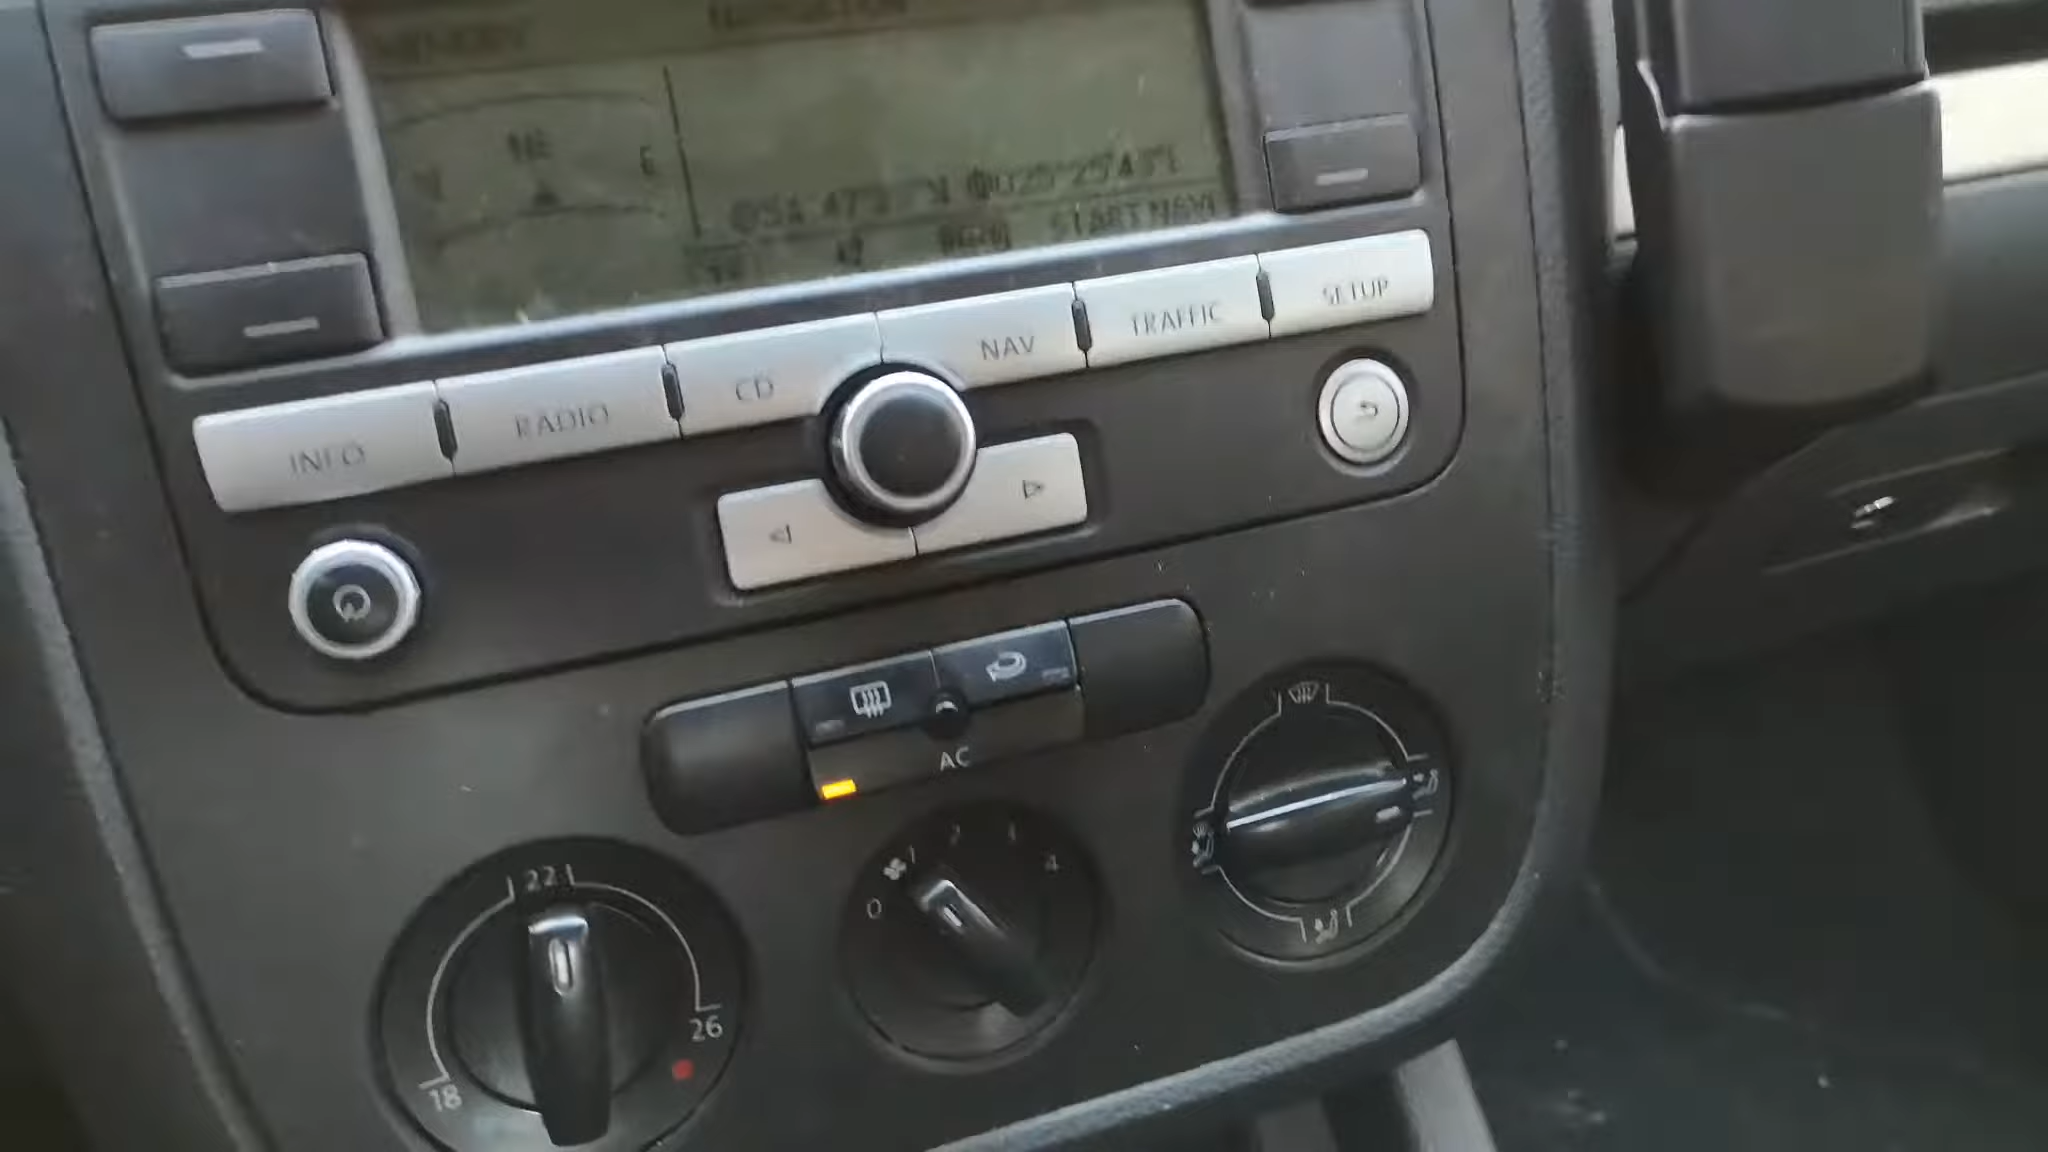 E
START NAVI
INFO
RADIO
CD
NAV
TRAFFIC
SETUP
AC
22
18
26
0
1
2
3
4